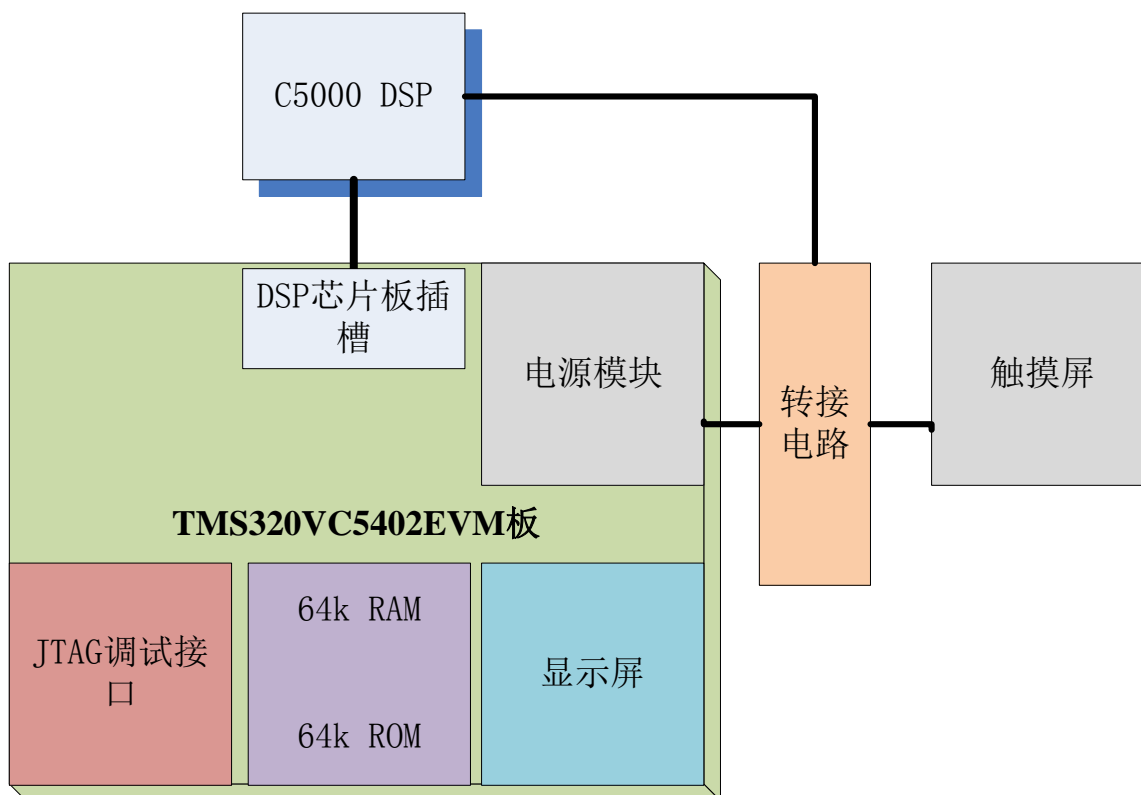 C5000 DSP
DSP芯片板插
槽
电源模块
转接
电路
触摸屏
TMS320VC5402EVM板
JTAG调试接
口
64k RAM
64k ROM
显示屏